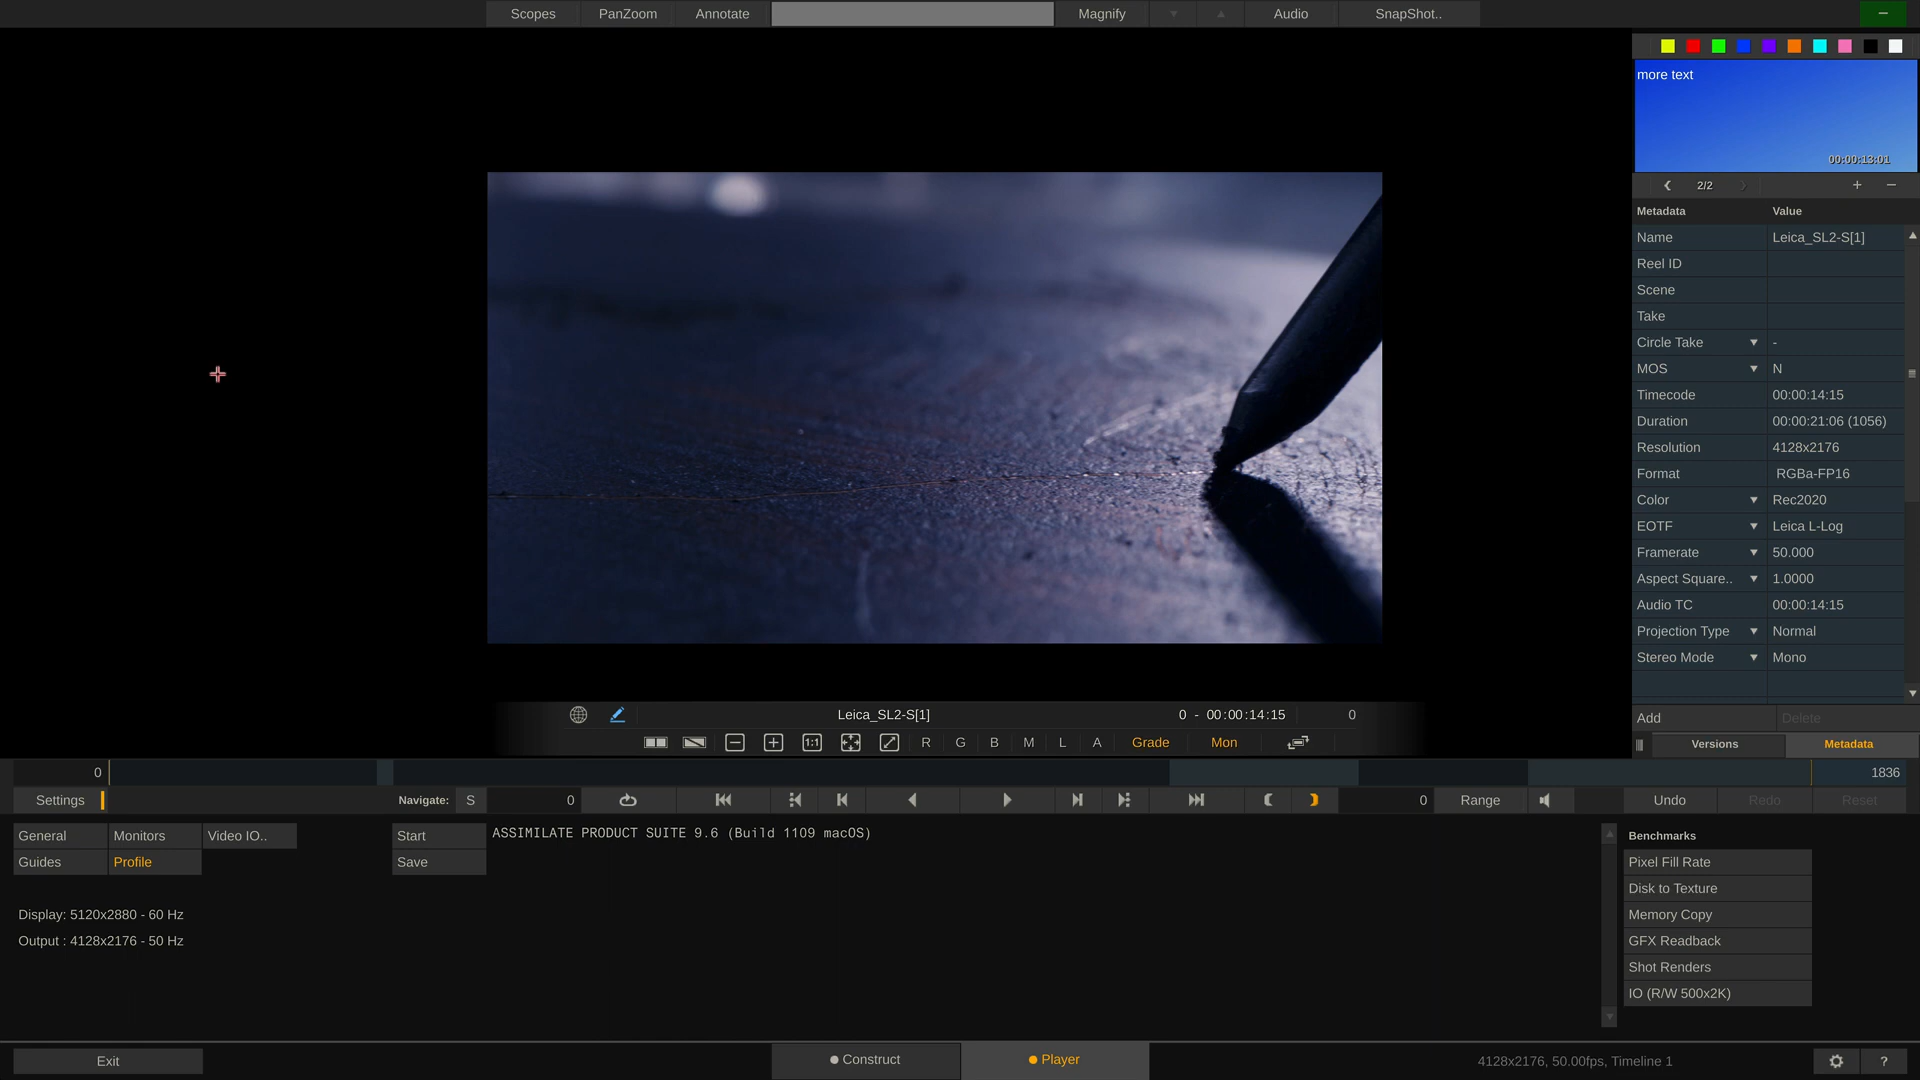 Scopes PanZoom Annotate Magnify Audio SnapShot..
more text
00:00:13:01
2/2
Metadata Value
Name Leica_SL2-S[1]
Reel ID
Scene
Take
Circle Take -
MOS N
Timecode 00:00:14:15
Duration 00:00:21:06 (1056)
Resolution 4128x2176
Format RGBa-FP16
Color Rec2020
EOTF Leica L-Log
Framerate 50.000
Aspect Square.. 1.0000
Audio TC 00:00:14:15
Projection Type Normal
Stereo Mode Mono
Add Delete
Versions Metadata
Leica_SL2-S[1] 0 - 00:00:14:15 0
1:1 R G B M L A Grade Mon
0 1836
Settings Navigate: S 0 0 Range Undo Redo Reset
General Monitors Video IO..
Guides Profile
Start
Save
ASSIMILATE PRODUCT SUITE 9.6 (Build 1109 macOS)
Display: 5120x2880 - 60 Hz
Output : 4128x2176 - 50 Hz
Benchmarks
Pixel Fill Rate
Disk to Texture
Memory Copy
GFX Readback
Shot Renders
IO (R/W 500x2K)
Exit Construct Player 4128x2176, 50.00fps, Timeline 1 ?